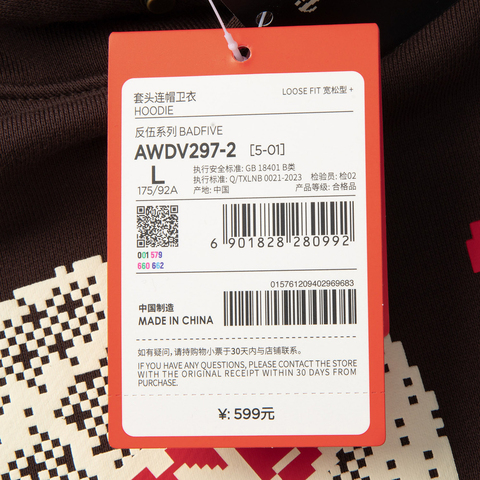 套头连帽卫衣
HOODIE
LOOSE FIT 宽松型 +
反伍系列 BADFIVE
AWDV297-2 [5-01]
L
175/92A
执行安全标准: GB 18401 B类
执行标准: Q/TXLNB 0021-2023 检验员: 检02
产地: 中国 产品等级: 合格品
6 901828 280992
001 579
660 662
015761209402969683
中国制造
MADE IN CHINA
如有疑问,请持购物小票于30天内与店铺联系。
IF YOU HAVE ANY QUESTIONS, PLEASE CONTACT THE STORE
WITH THE ORIGINAL RECEIPT WITHIN 30 DAYS FROM
PURCHASE.
¥: 599元